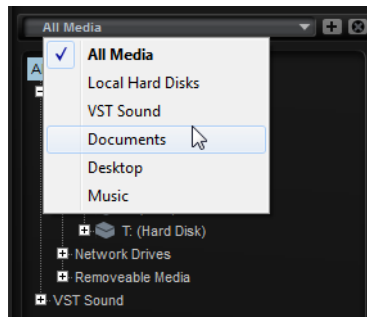 All Media
All Media
Local Hard Disks
VST Sound
Documents
Desktop
Music
T: (Hard Disk)
Network Drives
Removeable Media
VST Sound